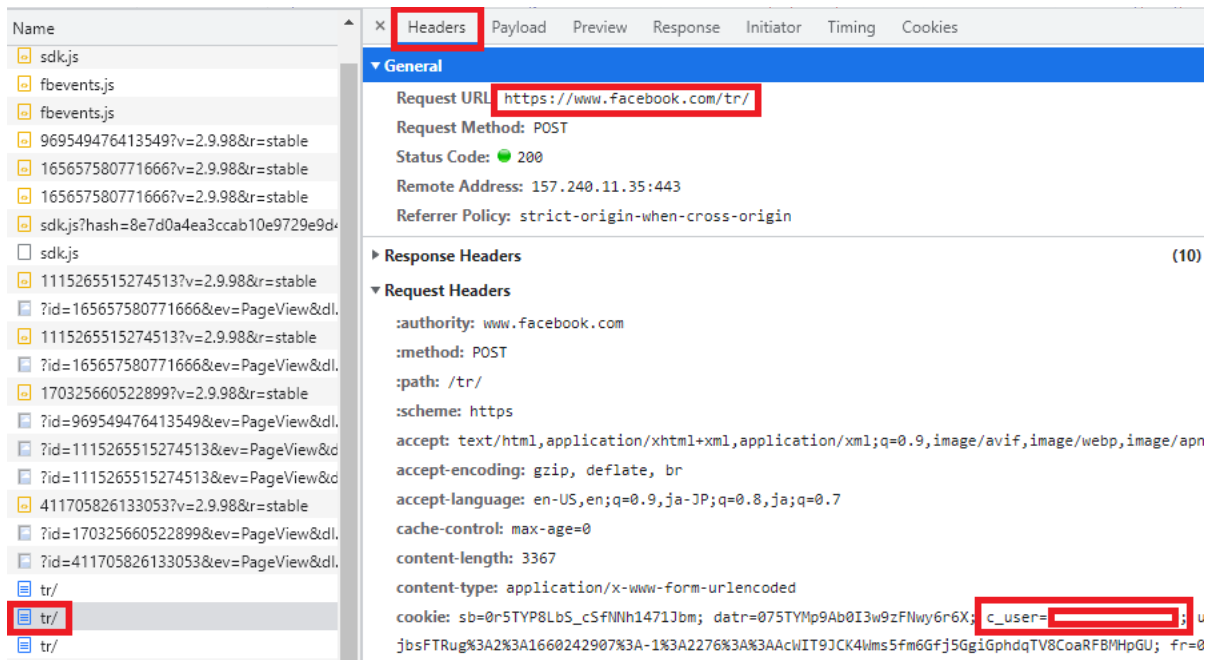 Name
sdk.js
fbevents.js
fbevents.js
969549476413549?v=2.9.98&r=stable
165657580771666?v=2.9.98&r=stable
165657580771666?v=2.9.98&r=stable
sdk.js?hash=8e7d0a4ea3ccab10e9729e9d4
sdk.js
1115265515274513?v=2.9.98&r=stable
?id=165657580771666&ev=PageView&dl.
1115265515274513?v=2.9.98&r=stable
?id=165657580771666&ev=PageView&dl.
170325660522899?v=2.9.98&r=stable
?id=969549476413549&ev=PageView&dl.
?id=1115265515274513&ev=PageView&d
?id=1115265515274513&ev=PageView&d
411705826133053?v=2.9.98&r=stable
?id=170325660522899&ev=PageView&dl.
?id=411705826133053&ev=PageView&dl.
tr/
tr/
tr/
× Headers Payload Preview Response Initiator Timing Cookies
General
Request URL https://www.facebook.com/tr/
Request Method: POST
Status Code: 200
Remote Address: 157.240.11.35:443
Referrer Policy: strict-origin-when-cross-origin
Response Headers (10)
Request Headers
:authority: www.facebook.com
:method: POST
:path: /tr/
:scheme: https
accept: text/html,application/xhtml+xml,application/xml;q=0.9,image/avif,image/webp,image/apn
accept-encoding: gzip, deflate, br
accept-language: en-US,en;q=0.9,ja-JP;q=0.8,ja;q=0.7
cache-control: max-age=0
content-length: 3367
content-type: application/x-www-form-urlencoded
cookie: sb=0r5TYP8LbS_cSfNNh1471Jbm; datr=075TYMp9Ab0I3w9zFNwy6r6X; c_user= ; u
jbsFTRug%3A2%3A1660242907%3A-1%3A2276%3A%3AAcWIT9JCK4Wms5fm6Gfj5GgiGphdqTV8CoaRFBMHpGU; fr=0